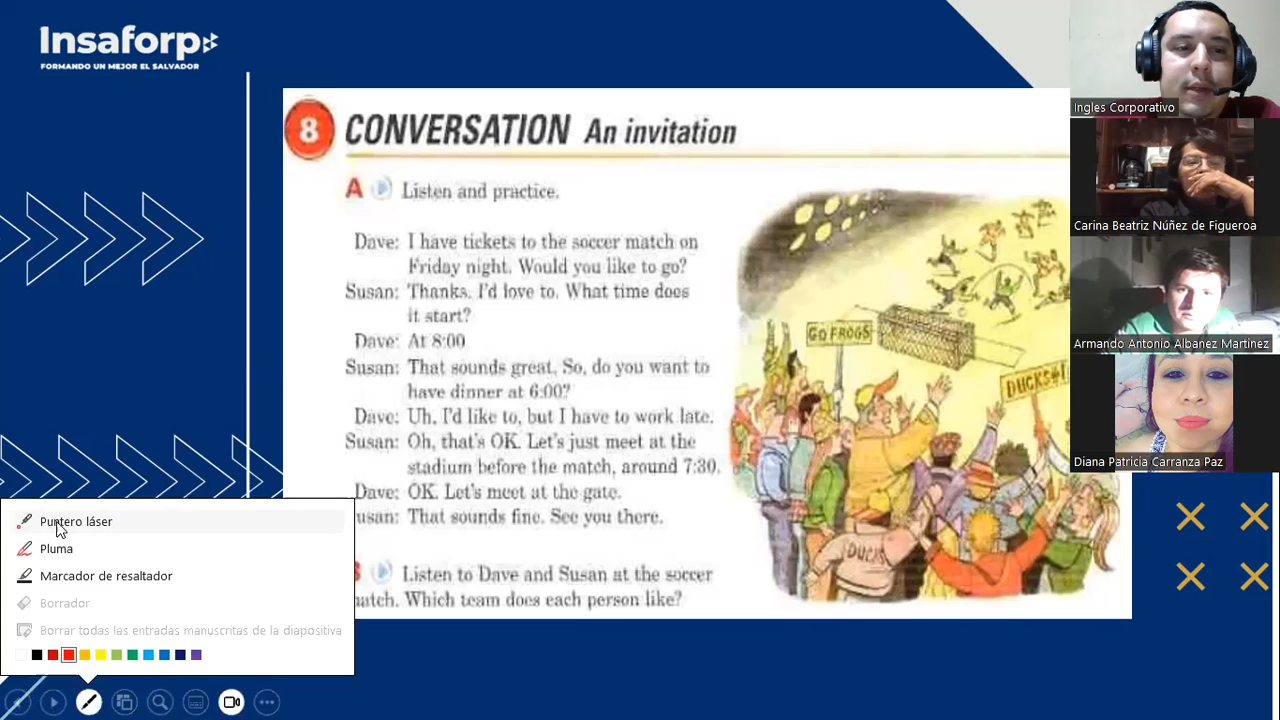 Insaforp
FORMANDO UN MEJOR EL SALVADOR
8 CONVERSATION An invitation
A Listen and practice.
Dave: I have tickets to the soccer match on
Friday night. Would you like to go?
Susan: Thanks. I'd love to. What time does
it start?
Dave: At 8:00
Susan: That sounds great. So, do you want to
have dinner at 6:00?
Dave: Uh, I'd like to, but I have to work late.
Susan: Oh, that's OK. Let's just meet at the
stadium before the match, around 7:30.
Dave: OK. Let's meet at the gate.
usan: That sounds fine. See you there.
Listen to Dave and Susan at the soccer
match. Which team does each person like?
GO FROGS
DUCKS
DUCKS
Ingles Corporativo
Carina Beatriz Núñez de Figueroa
Armando Antonio Albanez Martinez
Diana Patricia Carranza Paz
Puntero láser
Pluma
Marcador de resaltador
Borrador
Borrar todas las entradas manuscritas de la diapositiva